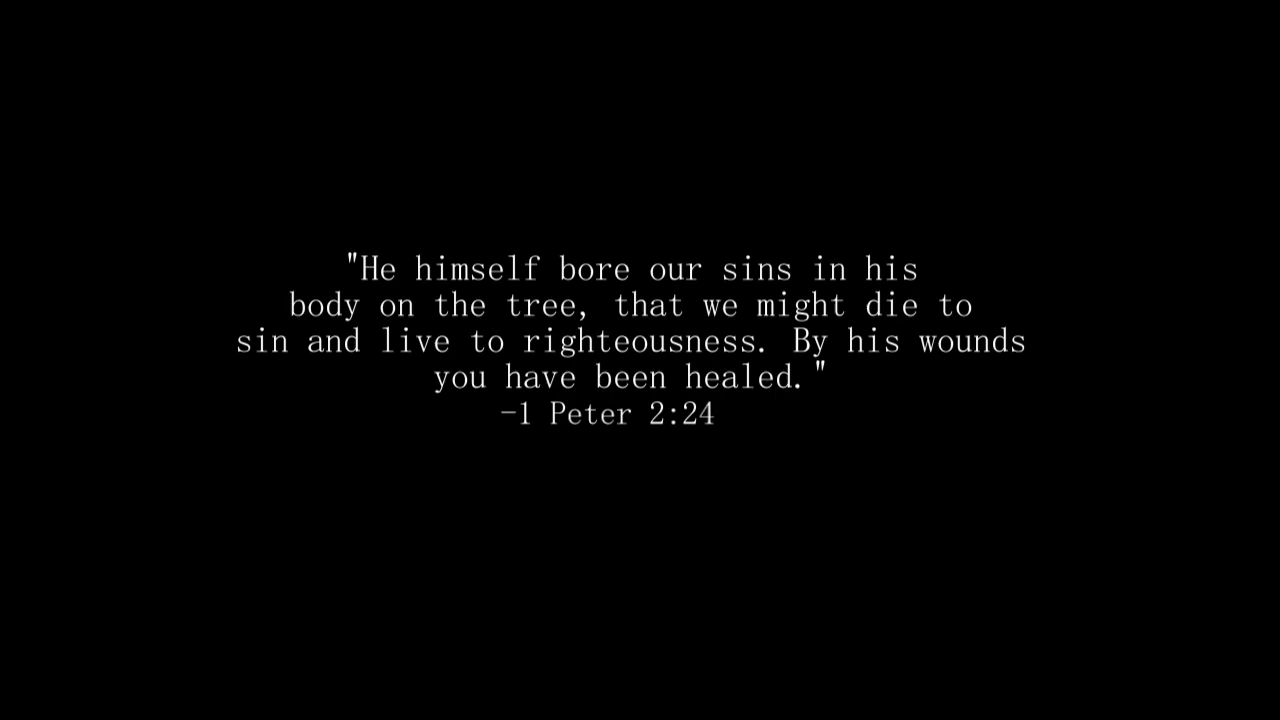 "He himself bore our sins in his
body on the tree, that we might die to
sin and live to righteousness. By his wounds
you have been healed."
-1 Peter 2:24